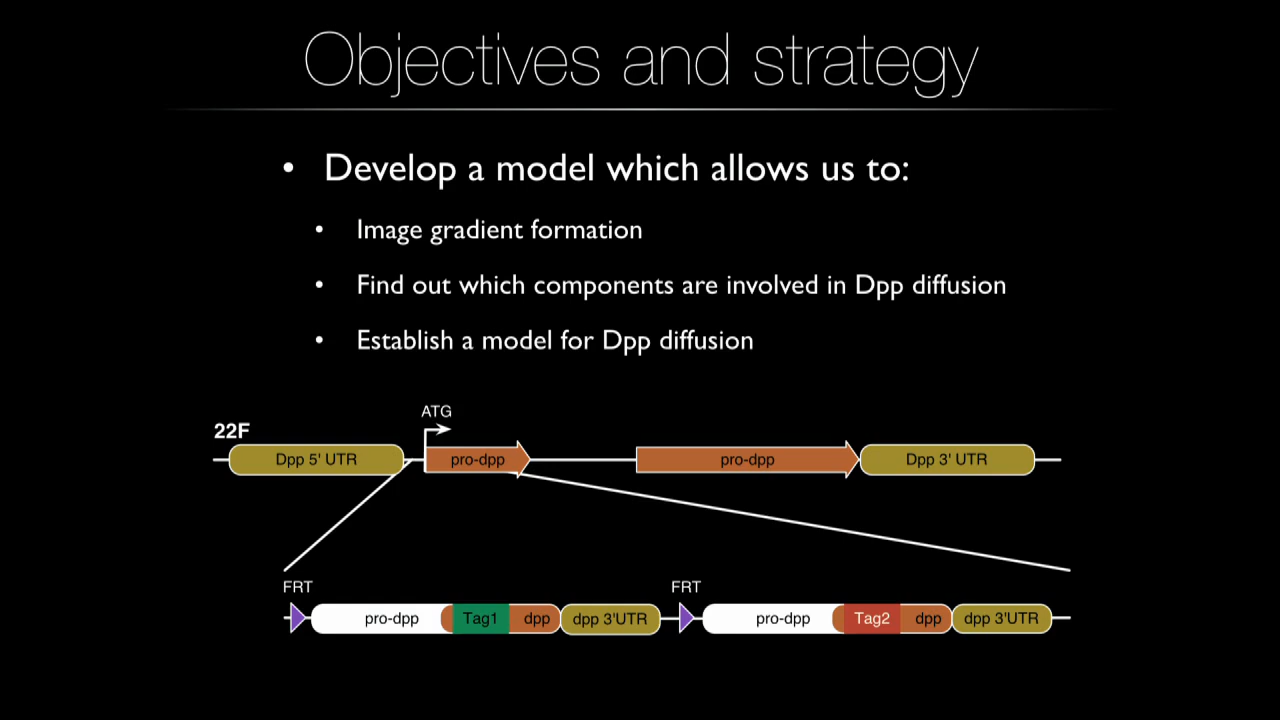 Objectives and strategy
• Develop a model which allows us to:
• Image gradient formation
• Find out which components are involved in Dpp diffusion
• Establish a model for Dpp diffusion
ATG
22F
Dpp 5' UTR pro-dpp pro-dpp Dpp 3' UTR
FRT FRT
pro-dpp Tag1 dpp dpp 3'UTR pro-dpp Tag2 dpp dpp 3'UTR